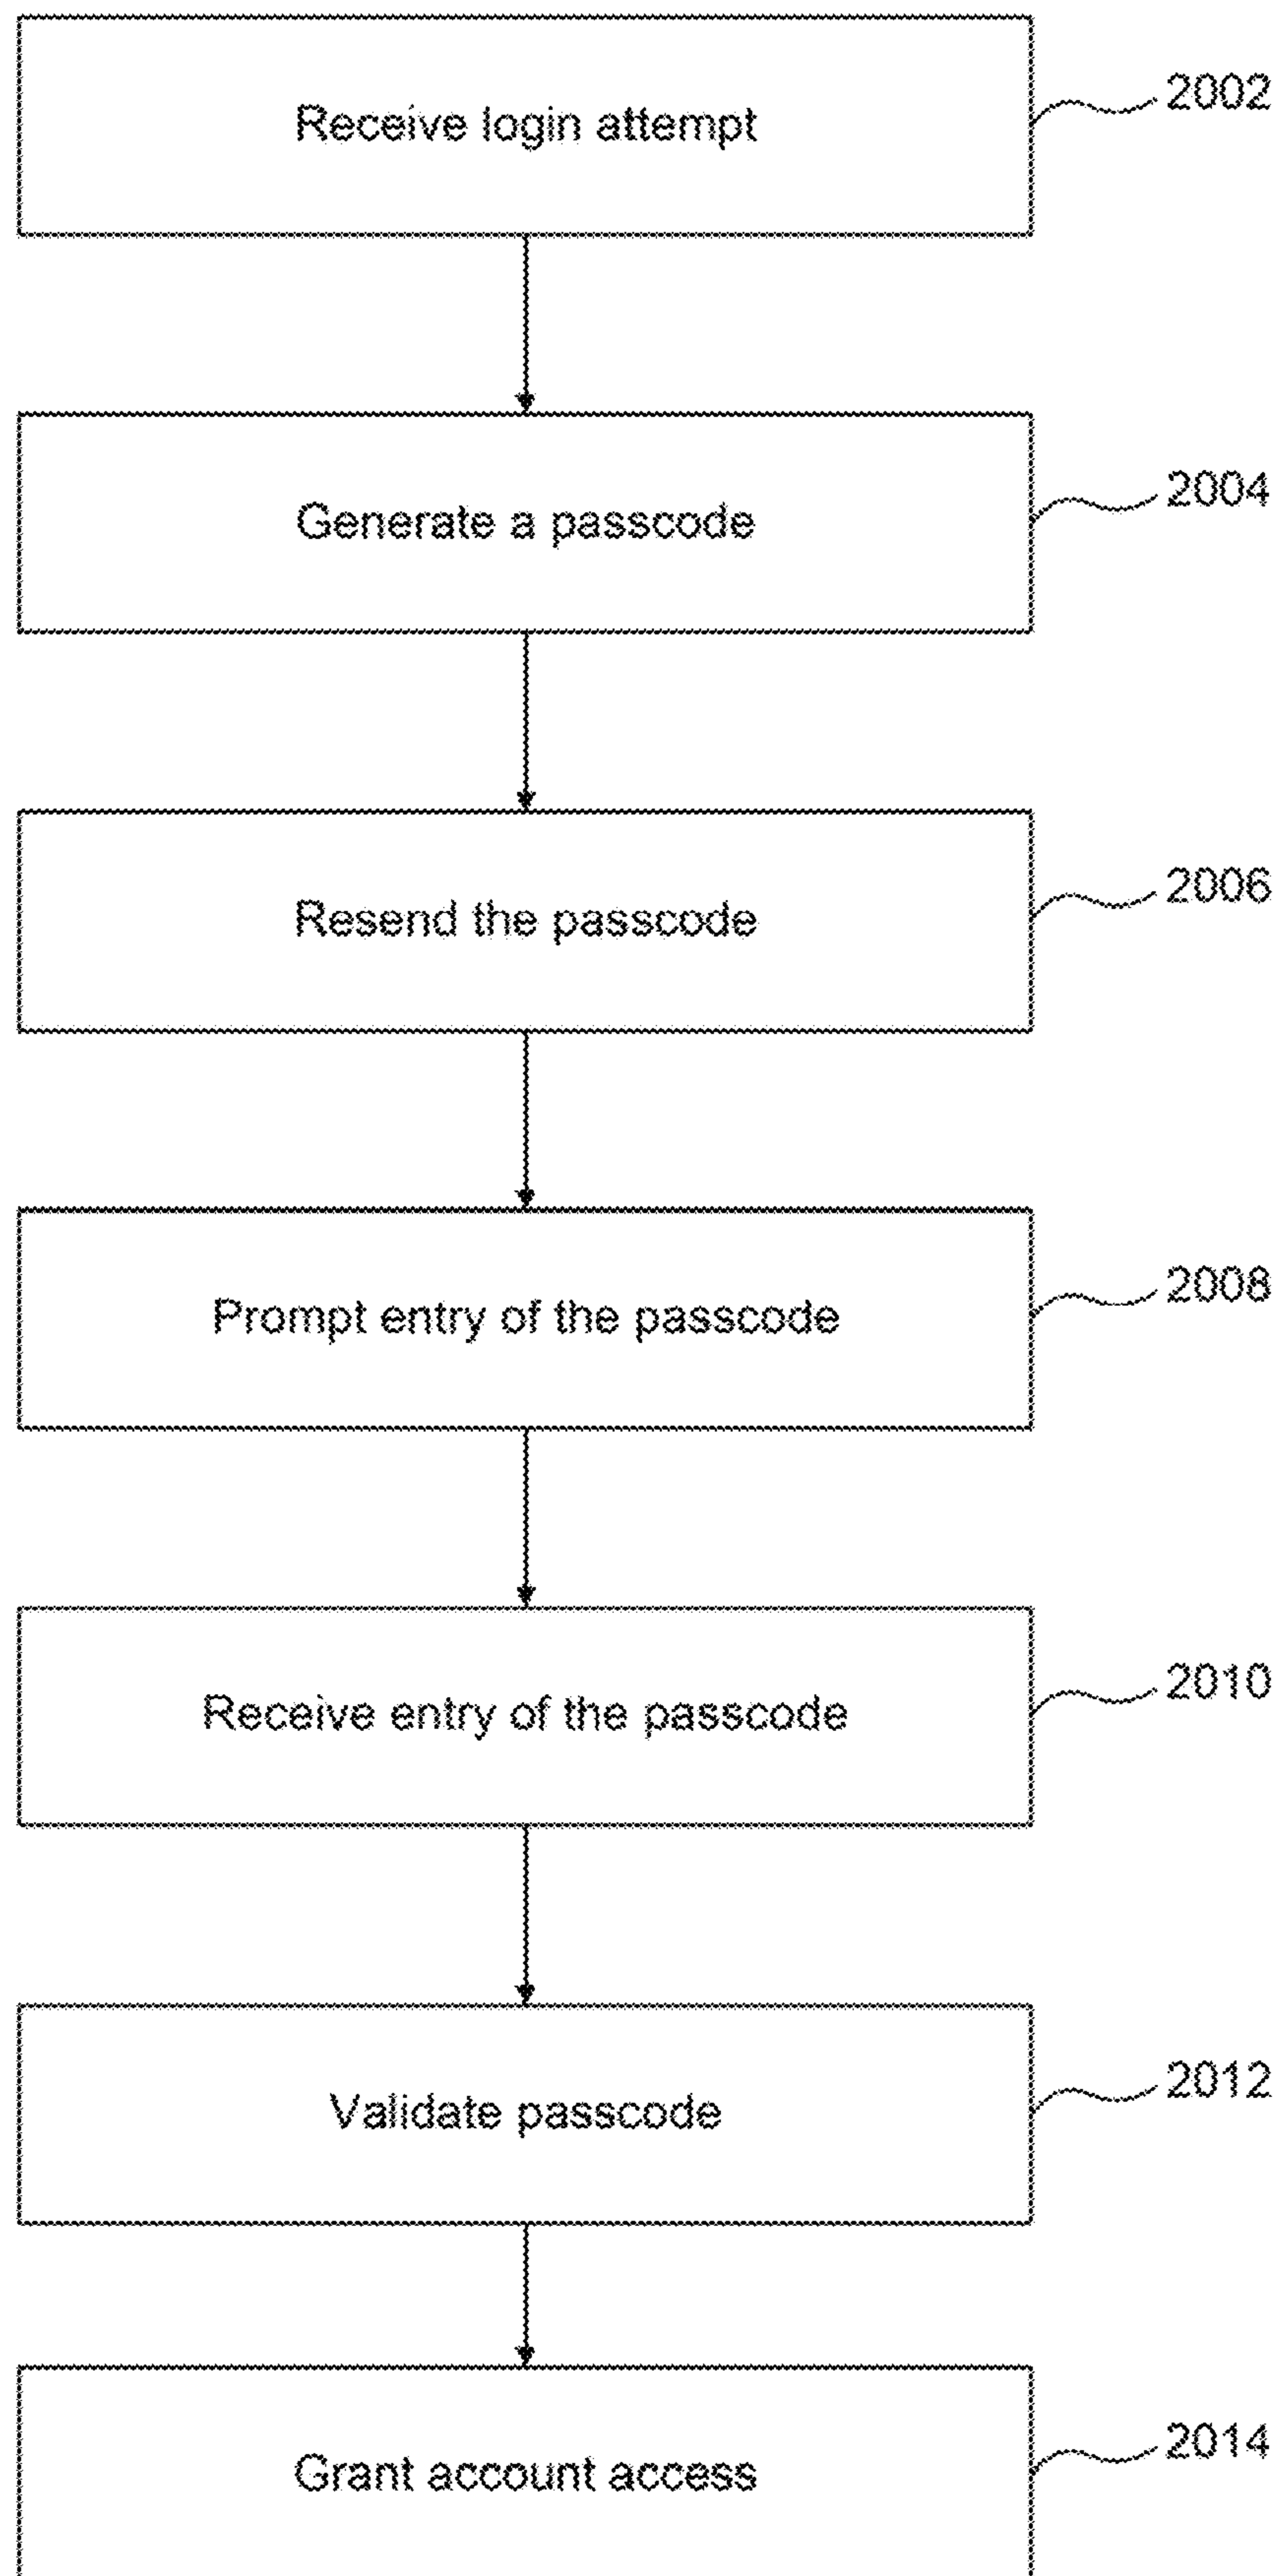 Receive login attempt
2002
Generate a passcode
2004
Resend the passcode
2006
Prompt entry of the passcode
2008
Receive entry of the passcode
2010
Validate passcode
2012
Grant account access
2014